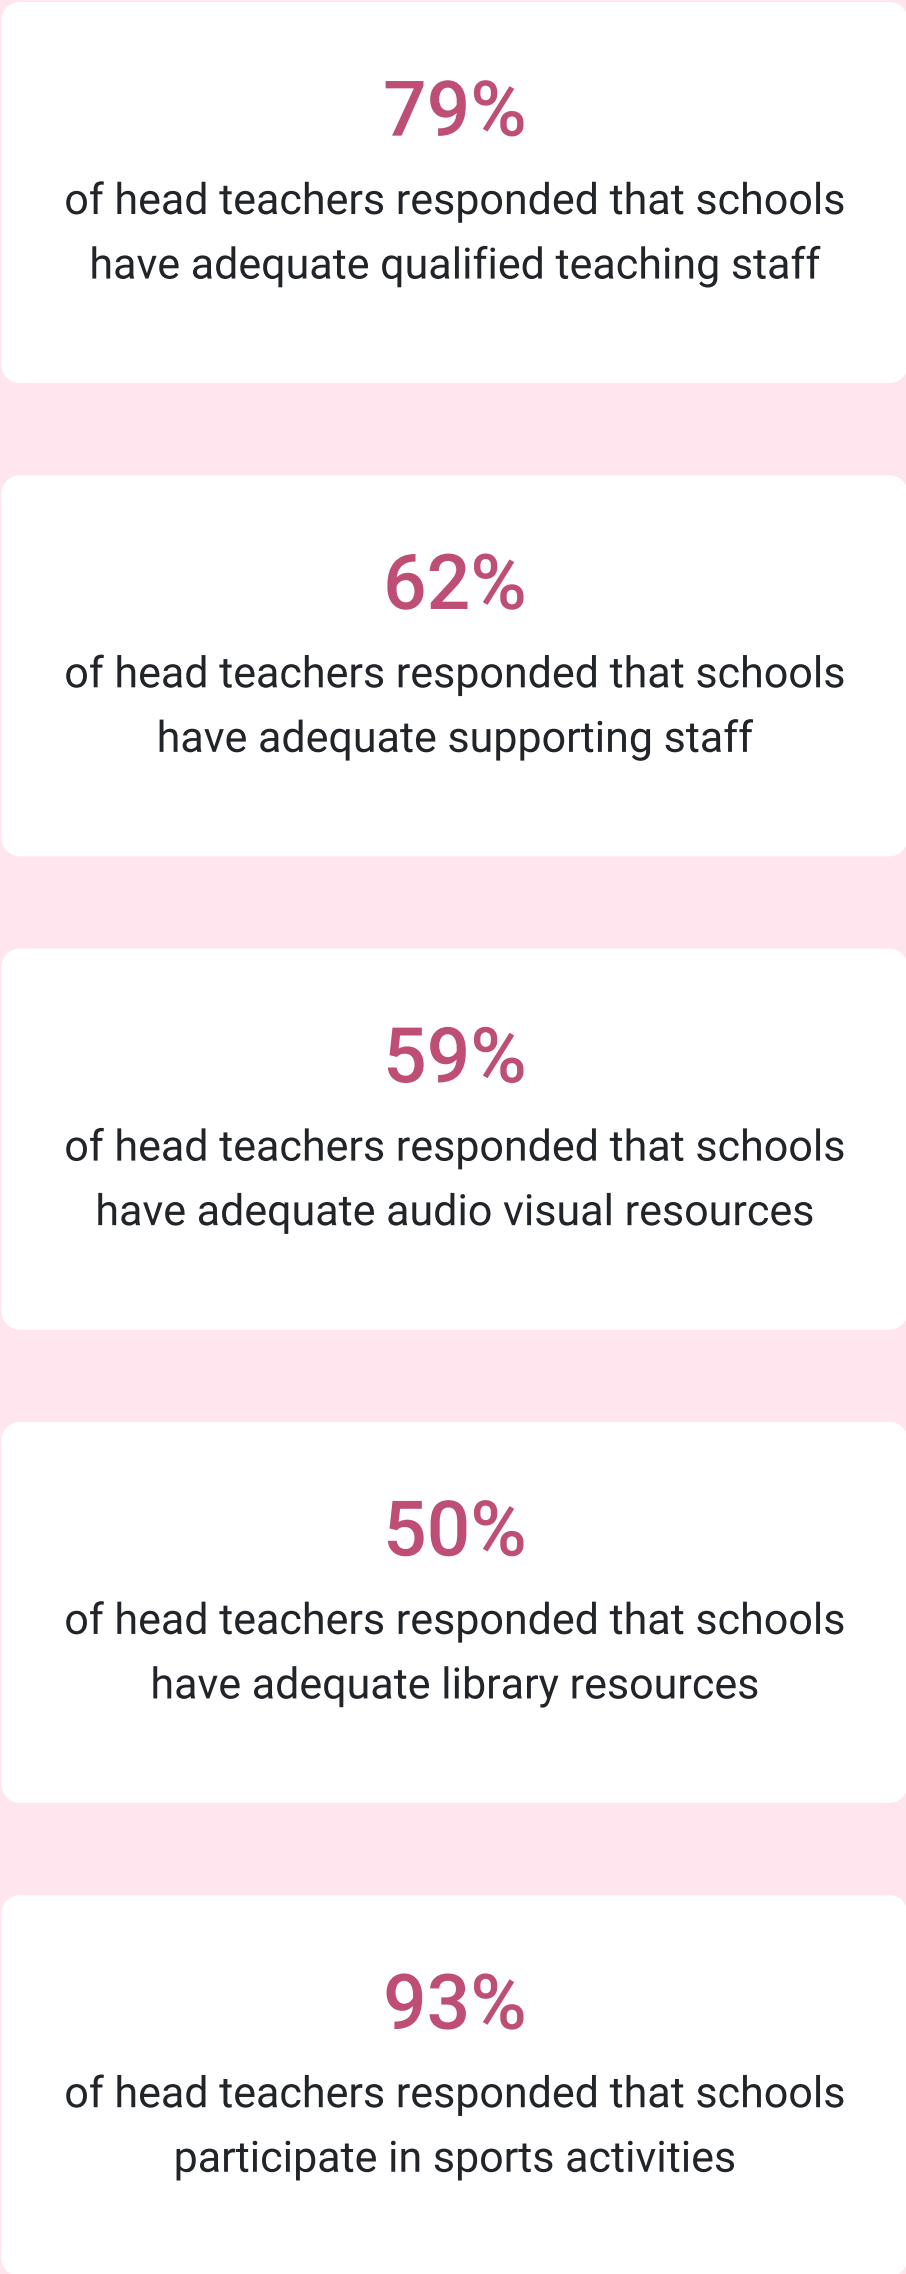 79%
of head teachers responded that schools
have adequate qualified teaching staff
62%
of head teachers responded that schools
have adequate supporting staff
59%
of head teachers responded that schools
have adequate audio visual resources
50%
of head teachers responded that schools
have adequate library resources
93%
of head teachers responded that schools
participate in sports activities